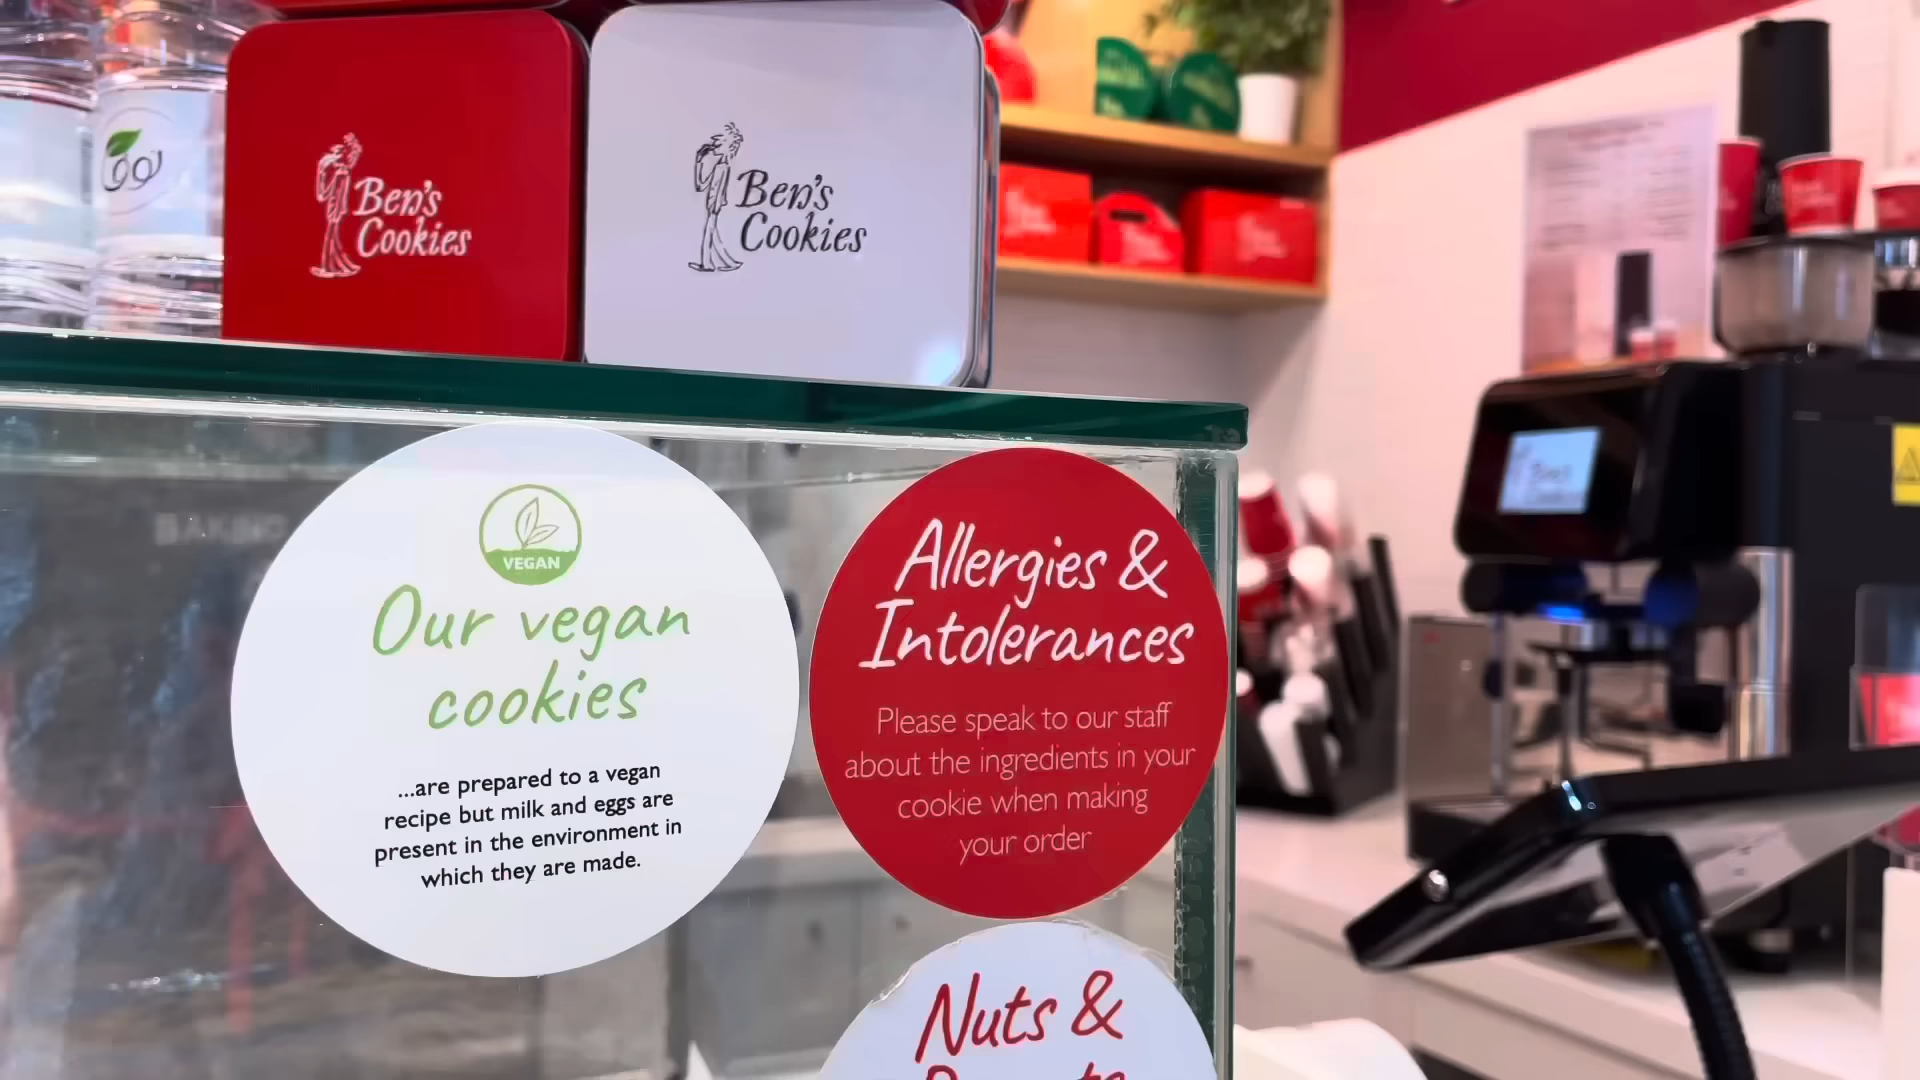 Ben's
Cookies
Ben's
Cookies
VEGAN
Our vegan
cookies
...are prepared to a vegan
recipe but milk and eggs are
present in the environment in
which they are made.
Allergies &
Intolerances
Please speak to our staff
about the ingredients in your
cookie when making
your order
Nuts &